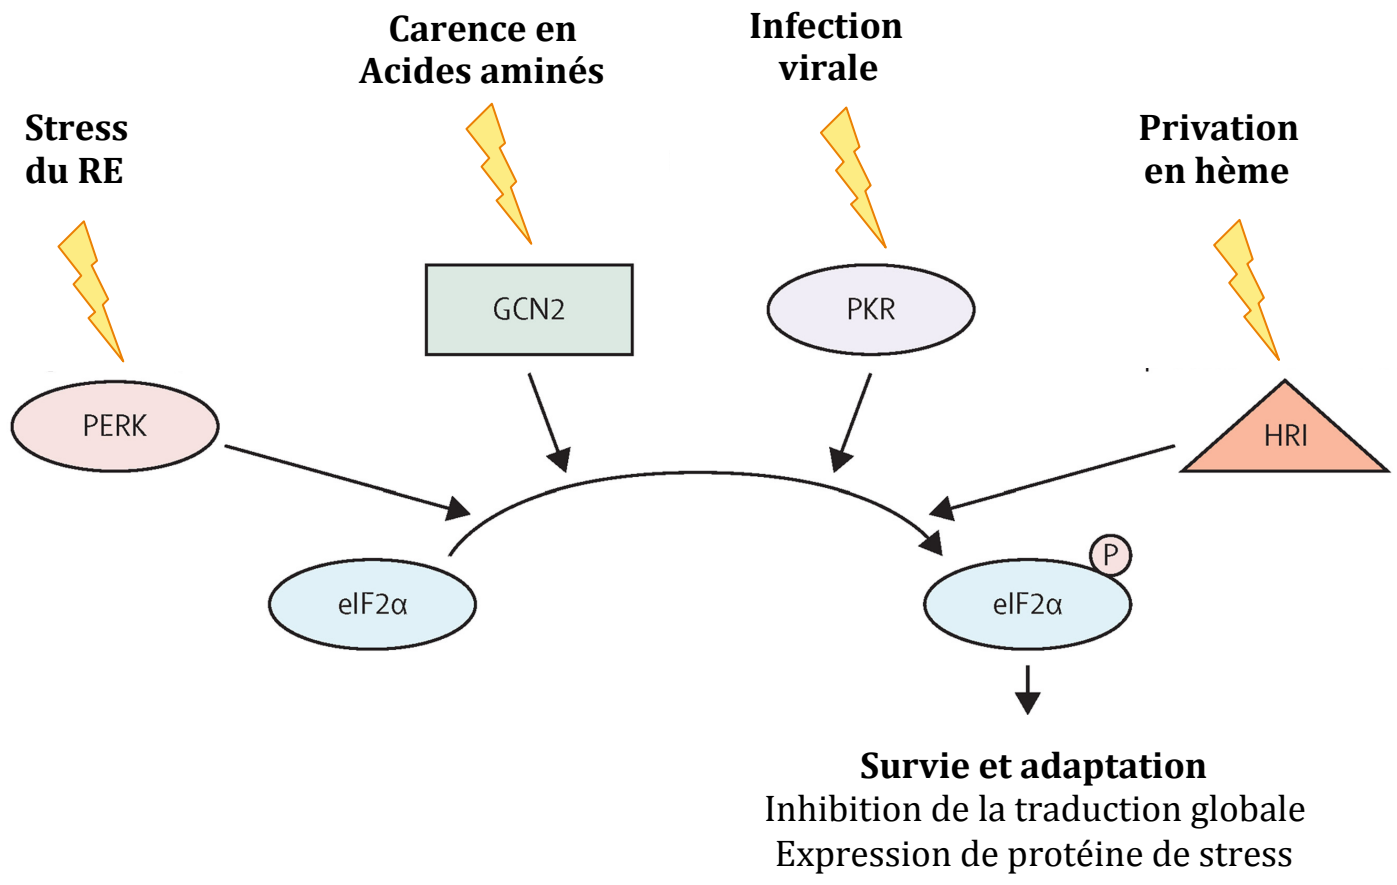 Carence en
Acides aminés
Infection
virale
Stress
du RE
Privation
en hème
GCN2
PKR
PERK
HRI
eIF2α
eIF2α
P
Survie et adaptation
Inhibition de la traduction globale
Expression de protéine de stress